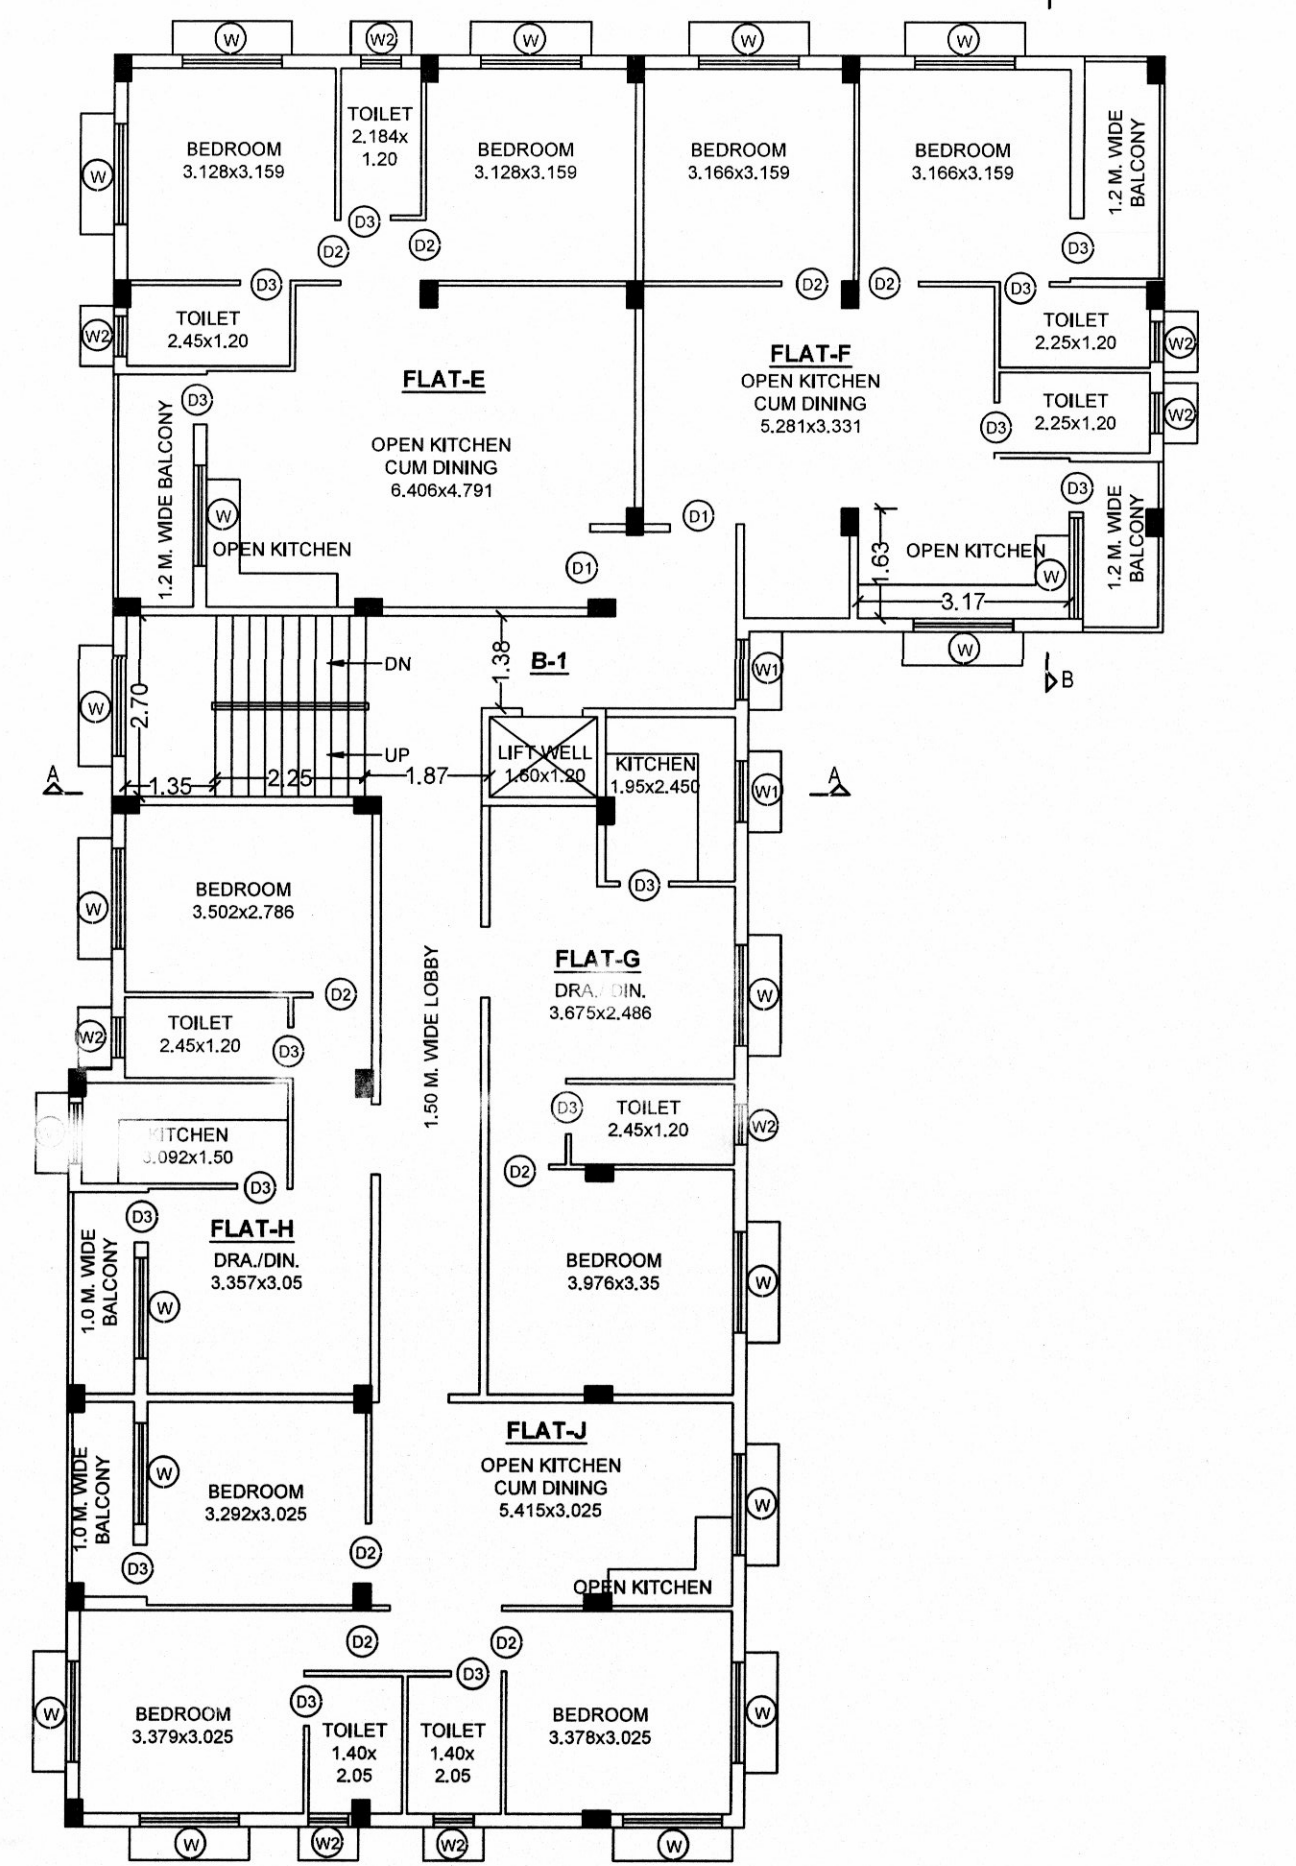 W
W2
W
W
W
BEDROOM
3.128x3.159
TOILET
2.184x
1.20
BEDROOM
3.128x3.159
BEDROOM
3.166x3.159
BEDROOM
3.166x3.159
1.2 M. WIDE
BALCONY
W
D3
D2
D2
D3
D3
D2
D2
D3
TOILET
2.45x1.20
W2
FLAT-E
OPEN KITCHEN
CUM DINING
6.406x4.791
FLAT-F
OPEN KITCHEN
CUM DINING
5.281x3.331
TOILET
2.25x1.20
W2
TOILET
2.25x1.20
W2
D3
D3
1.2 M. WIDE BALCONY
W
OPEN KITCHEN
D1
D1
D3
1.63
OPEN KITCHEN
W
3.17
1.2 M. WIDE
BALCONY
W
B
DN
UP
1.38
B-1
W1
W
2.70
1.35
2.25
1.87
LIFT WELL
1.60x1.20
KITCHEN
1.95x2.450
W1
A
A
BEDROOM
3.502x2.786
W
D3
1.50 M. WIDE LOBBY
FLAT-G
DRA./ DIN.
3.675x2.486
W
D2
TOILET
2.45x1.20
W2
D3
D3
TOILET
2.45x1.20
W2
KITCHEN
3.092x1.50
D3
D2
D3
FLAT-H
DRA./DIN.
3.357x3.05
1.0 M. WIDE
BALCONY
W
BEDROOM
3.976x3.35
W
FLAT-J
OPEN KITCHEN
CUM DINING
5.415x3.025
W
1.0 M. WIDE
BALCONY
W
BEDROOM
3.292x3.025
D3
D2
OPEN KITCHEN
D2
D2
D3
D3
W
BEDROOM
3.379x3.025
TOILET
1.40x
2.05
TOILET
1.40x
2.05
BEDROOM
3.378x3.025
W
W
W2
W2
W